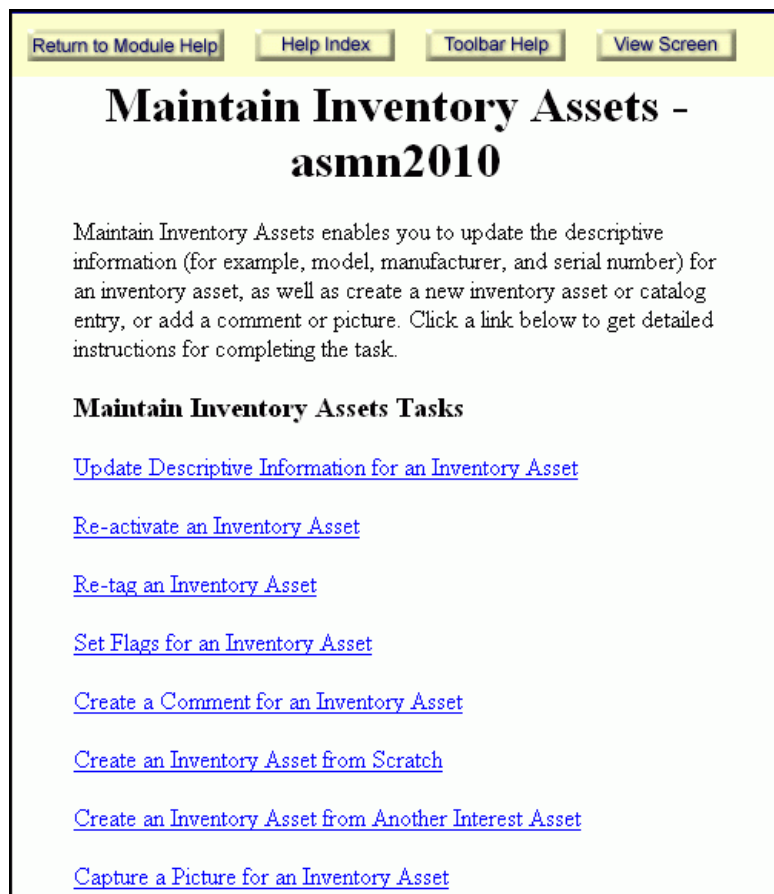 Return to Module Help Help Index Toolbar Help View Screen
Maintain Inventory Assets -
asmn2010
Maintain Inventory Assets enables you to update the descriptive
information (for example, model, manufacturer, and serial number) for
an inventory asset, as well as create a new inventory asset or catalog
entry, or add a comment or picture. Click a link below to get detailed
instructions for completing the task.
Maintain Inventory Assets Tasks
Update Descriptive Information for an Inventory Asset
Re-activate an Inventory Asset
Re-tag an Inventory Asset
Set Flags for an Inventory Asset
Create a Comment for an Inventory Asset
Create an Inventory Asset from Scratch
Create an Inventory Asset from Another Interest Asset
Capture a Picture for an Inventory Asset